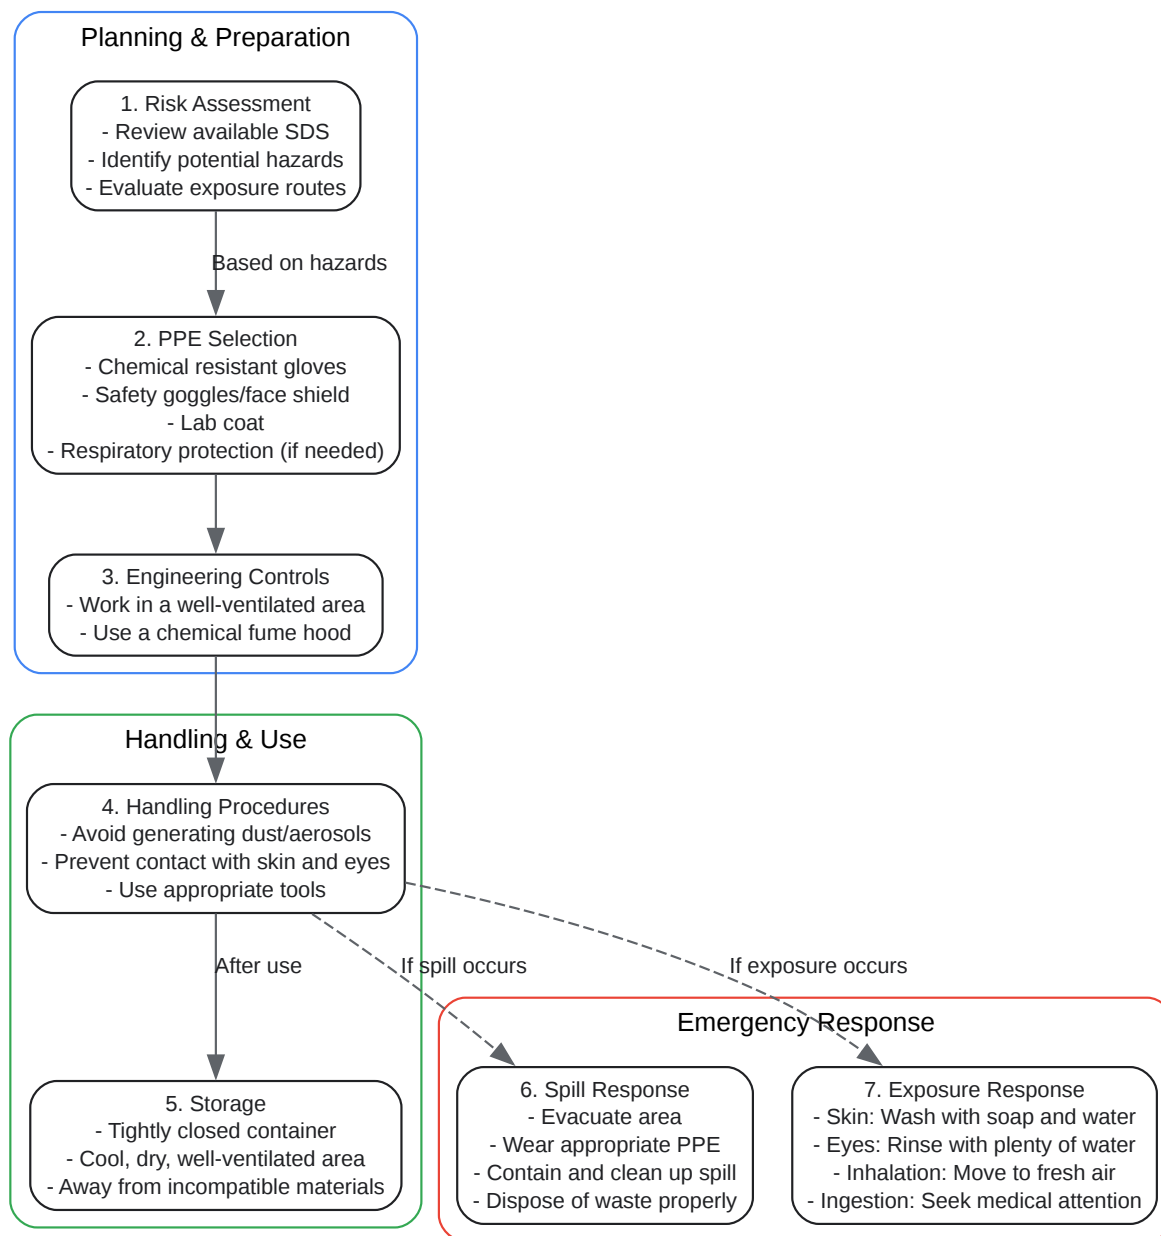 Planning & Preparation
1. Risk Assessment
- Review available SDS
- Identify potential hazards
- Evaluate exposure routes
Based on hazards
2. PPE Selection
- Chemical resistant gloves
- Safety goggles/face shield
- Lab coat
- Respiratory protection (if needed)
3. Engineering Controls
- Work in a well-ventilated area
- Use a chemical fume hood
Handling & Use
4. Handling Procedures
- Avoid generating dust/aerosols
- Prevent contact with skin and eyes
- Use appropriate tools
After use
If spill occurs
If exposure occurs
5. Storage
- Tightly closed container
- Cool, dry, well-ventilated area
- Away from incompatible materials
Emergency Response
6. Spill Response
- Evacuate area
- Wear appropriate PPE
- Contain and clean up spill
- Dispose of waste properly
7. Exposure Response
- Skin: Wash with soap and water
- Eyes: Rinse with plenty of water
- Inhalation: Move to fresh air
- Ingestion: Seek medical attention